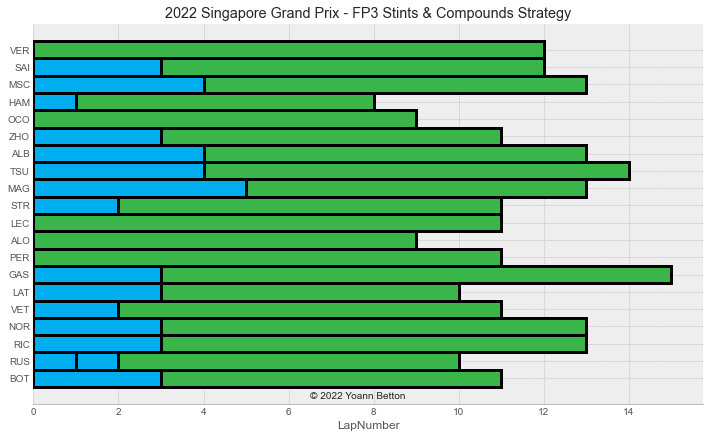 2022 Singapore Grand Prix - FP3 Stints & Compounds Strategy
VER
SAI
MSC
HAM
OCO
ZHO
ALB
TSU
MAG
STR
LEC
ALO
PER
GAS
LAT
VET
NOR
RIC
RUS
BOT
© 2022 Yoann Betton
0 2 4 6 8 10 12 14
LapNumber